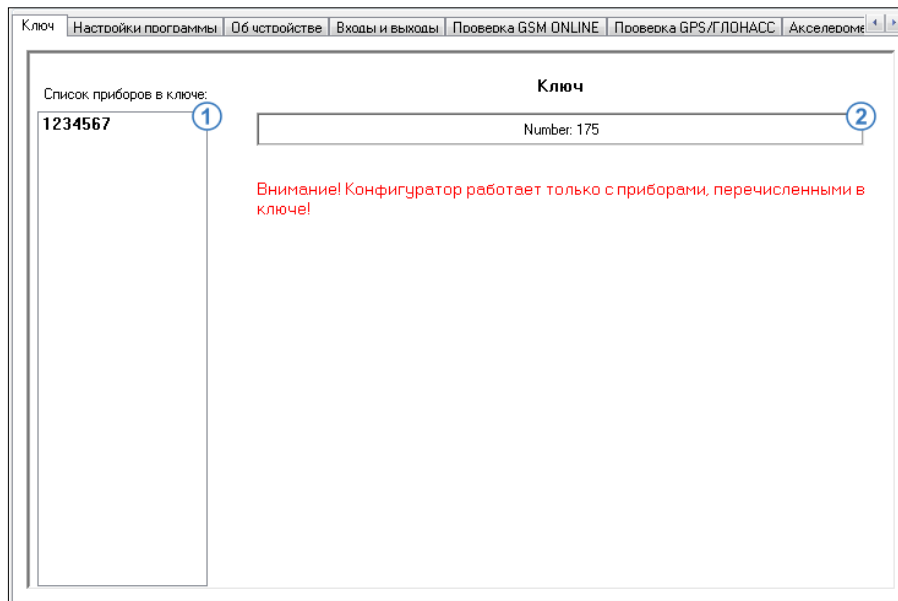 Ключ Настройки программы Об устройстве Входы и выходы Проверка GSM ONLINE Проверка GPS/ГЛОНАСС Акселероме
Ключ
Список приборов в ключе:
1234567 1
Number: 175 2
Внимание! Конфигуратор работает только с приборами, перечисленными в
ключе!